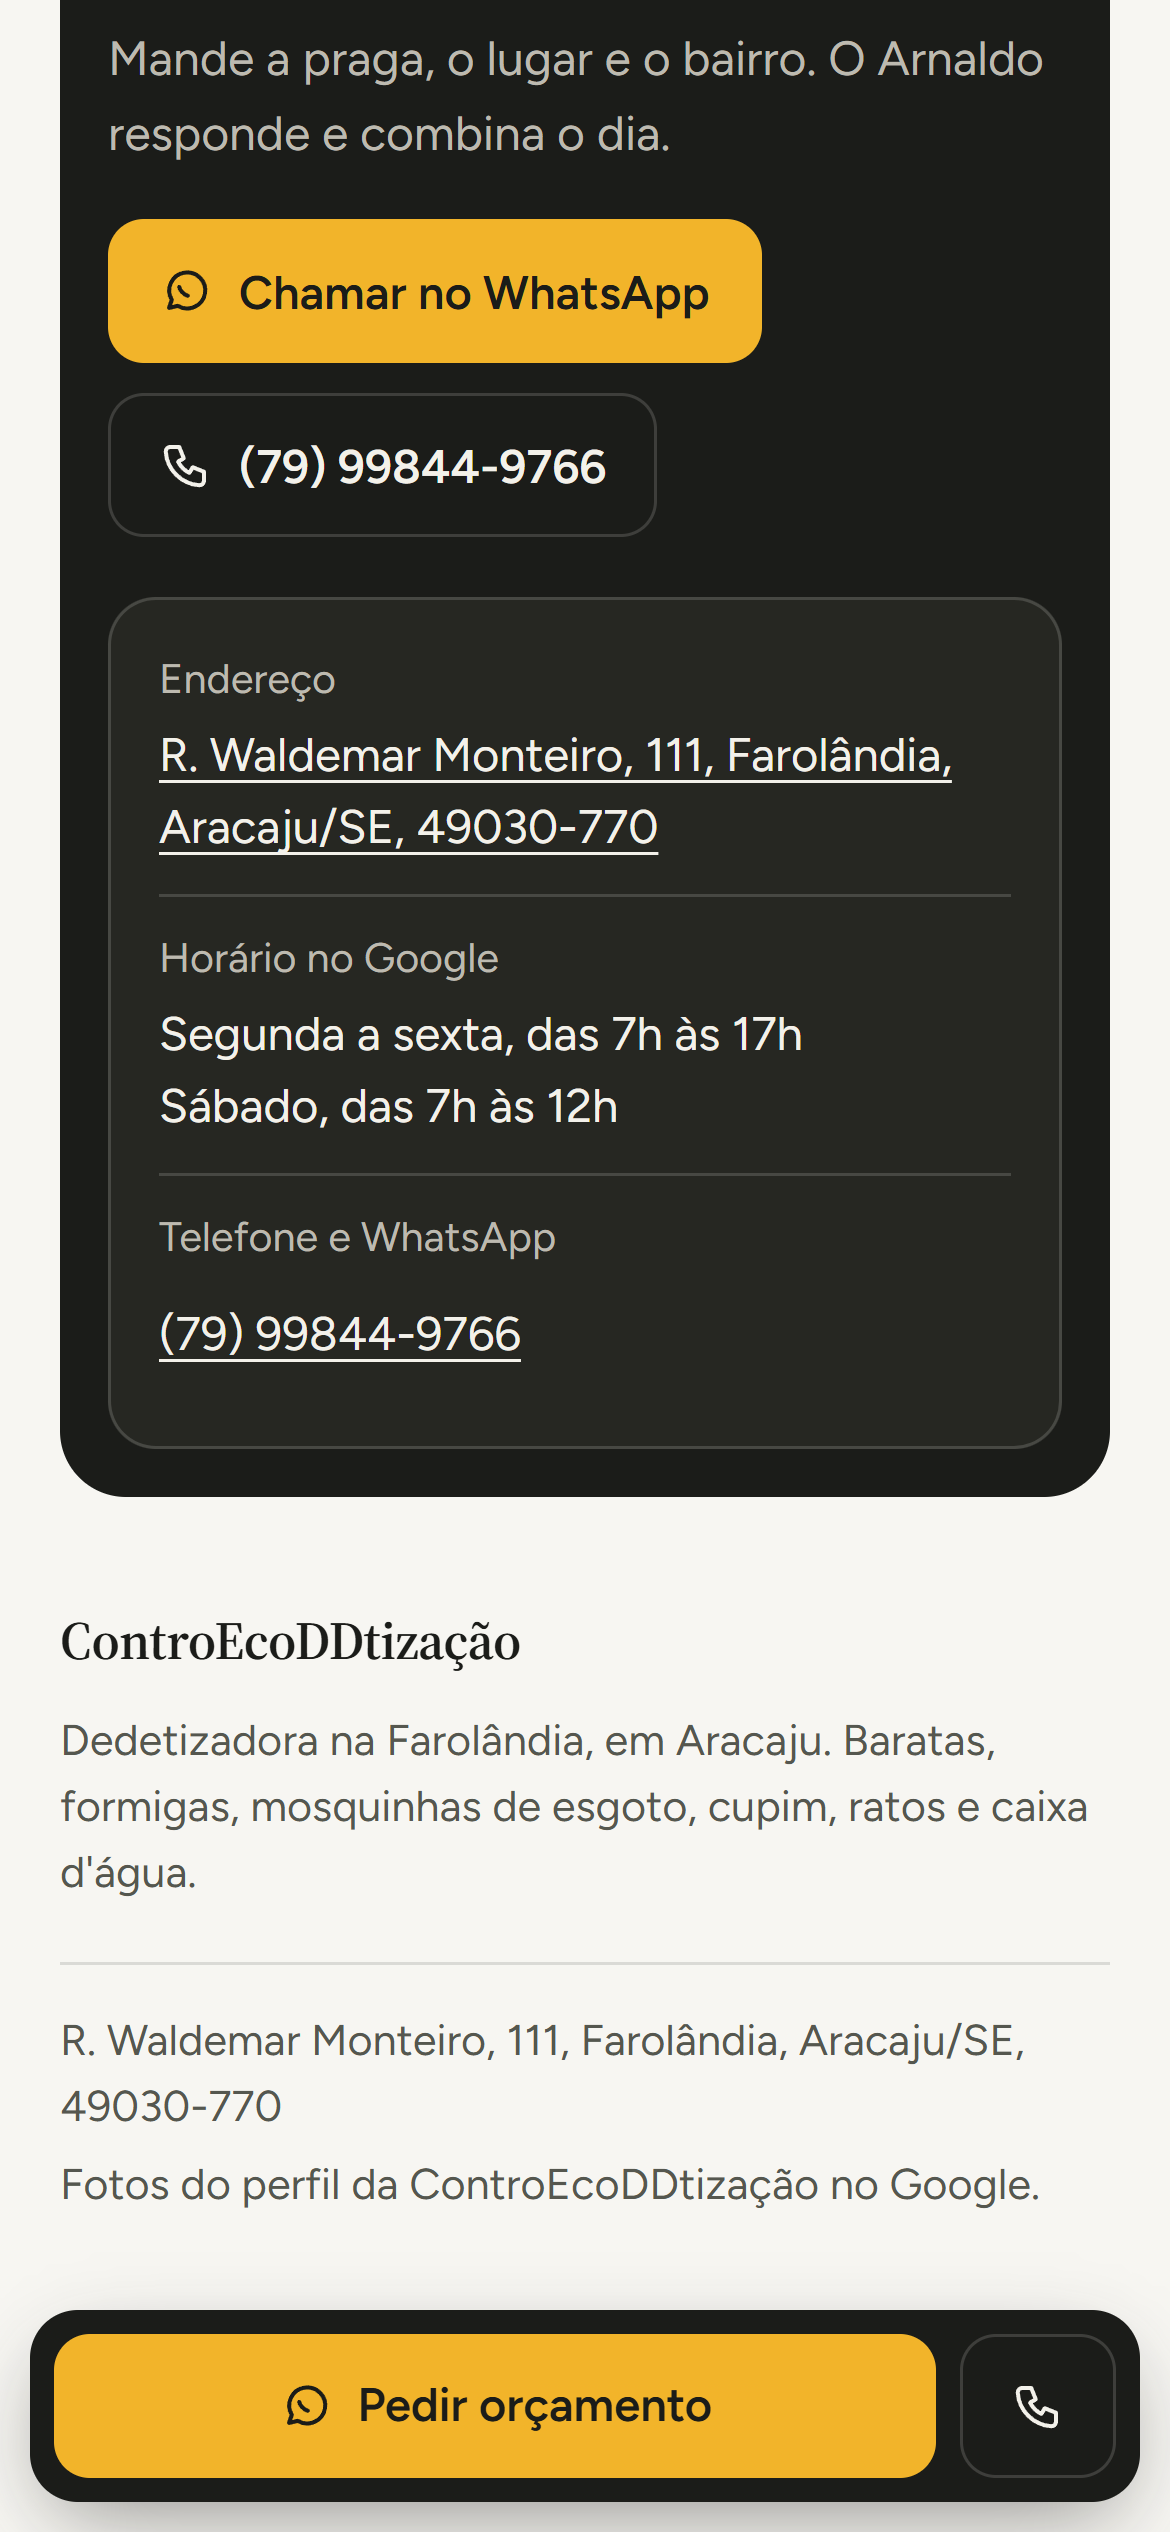 Mande a praga, o lugar e o bairro. O Arnaldo
responde e combina o dia.
Chamar no WhatsApp
(79) 99844-9766
Endereço
R. Waldemar Monteiro, 111, Farolândia,
Aracaju/SE, 49030-770
Horário no Google
Segunda a sexta, das 7h às 17h
Sábado, das 7h às 12h
Telefone e WhatsApp
(79) 99844-9766
ControEcoDDtização
Dedetizadora na Farolândia, em Aracaju. Baratas,
formigas, mosquinhas de esgoto, cupim, ratos e caixa
d'água.
R. Waldemar Monteiro, 111, Farolândia, Aracaju/SE,
49030-770
Fotos do perfil da ControEcoDDtização no Google.
Pedir orçamento